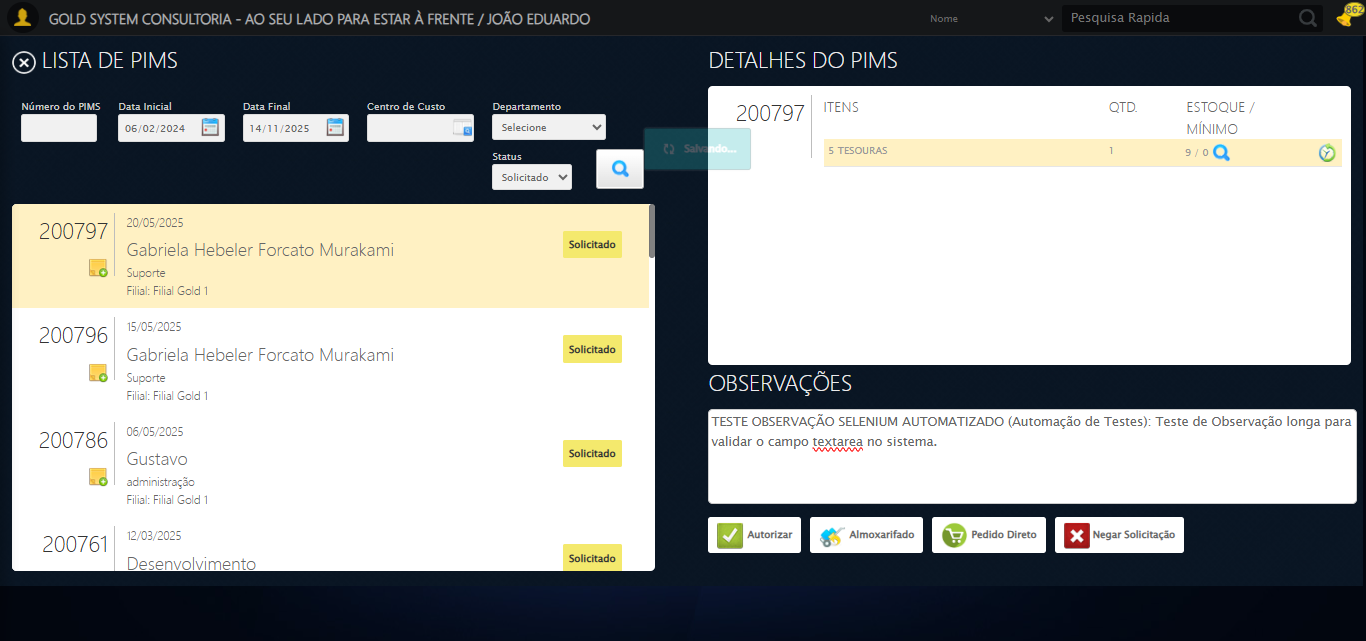 GOLD SYSTEM CONSULTORIA - AO SEU LADO PARA ESTAR À FRENTE / JOÃO EDUARDO
Nome
Pesquisa Rapida
862
LISTA DE PIMS
Número do PIMS
Data Inicial
Data Final
Centro de Custo
Departamento
06/02/2024
14/11/2025
Selecione
Status
Solicitado
Salvando...
200797
20/05/2025
Gabriela Hebeler Forcato Murakami
Suporte
Filial: Filial Gold 1
Solicitado
200796
15/05/2025
Gabriela Hebeler Forcato Murakami
Suporte
Filial: Filial Gold 1
Solicitado
200786
06/05/2025
Gustavo
administração
Filial: Filial Gold 1
Solicitado
200761
12/03/2025
Desenvolvimento
Solicitado
DETALHES DO PIMS
200797
ITENS
QTD.
ESTOQUE /
MÍNIMO
5 TESOURAS
1
9 / 0
OBSERVAÇÕES
TESTE OBSERVAÇÃO SELENIUM AUTOMATIZADO (Automação de Testes): Teste de Observação longa para
validar o campo textarea no sistema.
Autorizar
Almoxarifado
Pedido Direto
Negar Solicitação